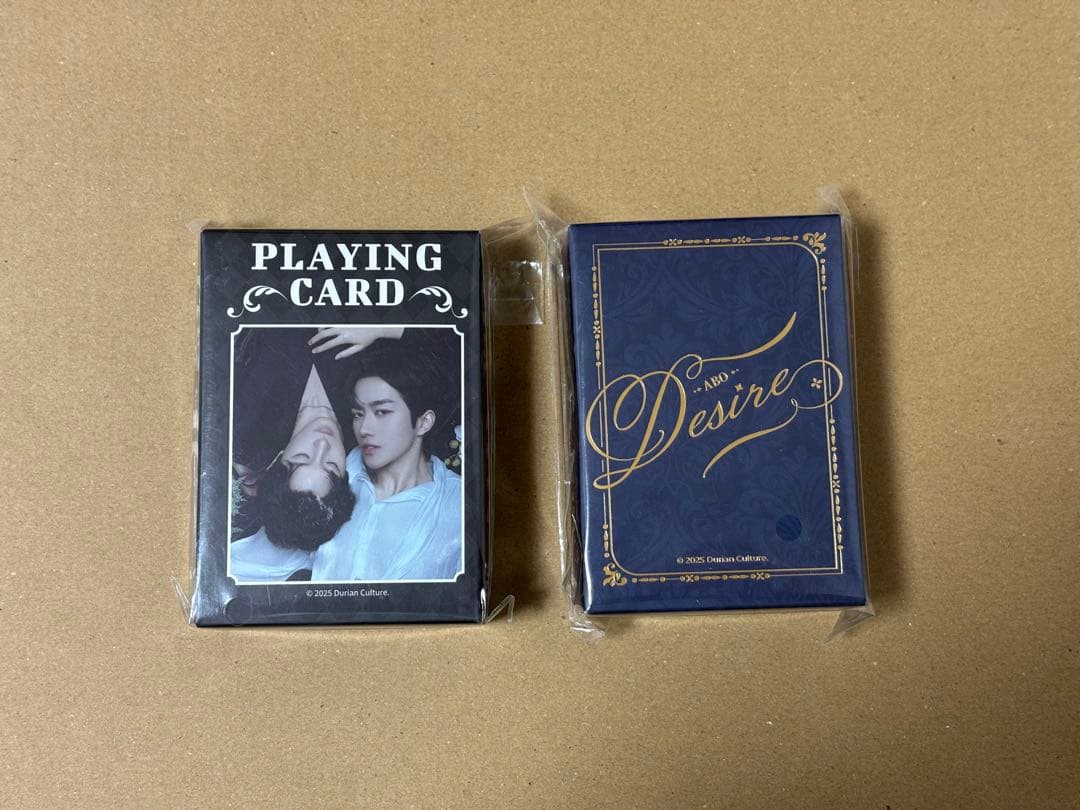 PLAYING
CARD
© 2025 Durian Culture.
ABO
Desire
© 2025 Durian Culture.